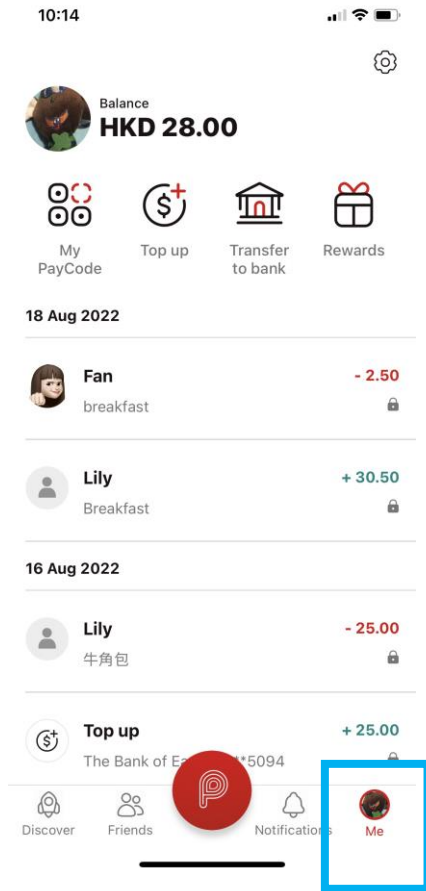 10:14
Balance
HKD 28.00
My
PayCode
Top up
Transfer
to bank
Rewards
18 Aug 2022
Fan
- 2.50
breakfast
Lily
+ 30.50
Breakfast
16 Aug 2022
Lily
- 25.00
牛角包
Top up
+ 25.00
The Bank of Ea *5094
Discover
Friends
Notifications
Me